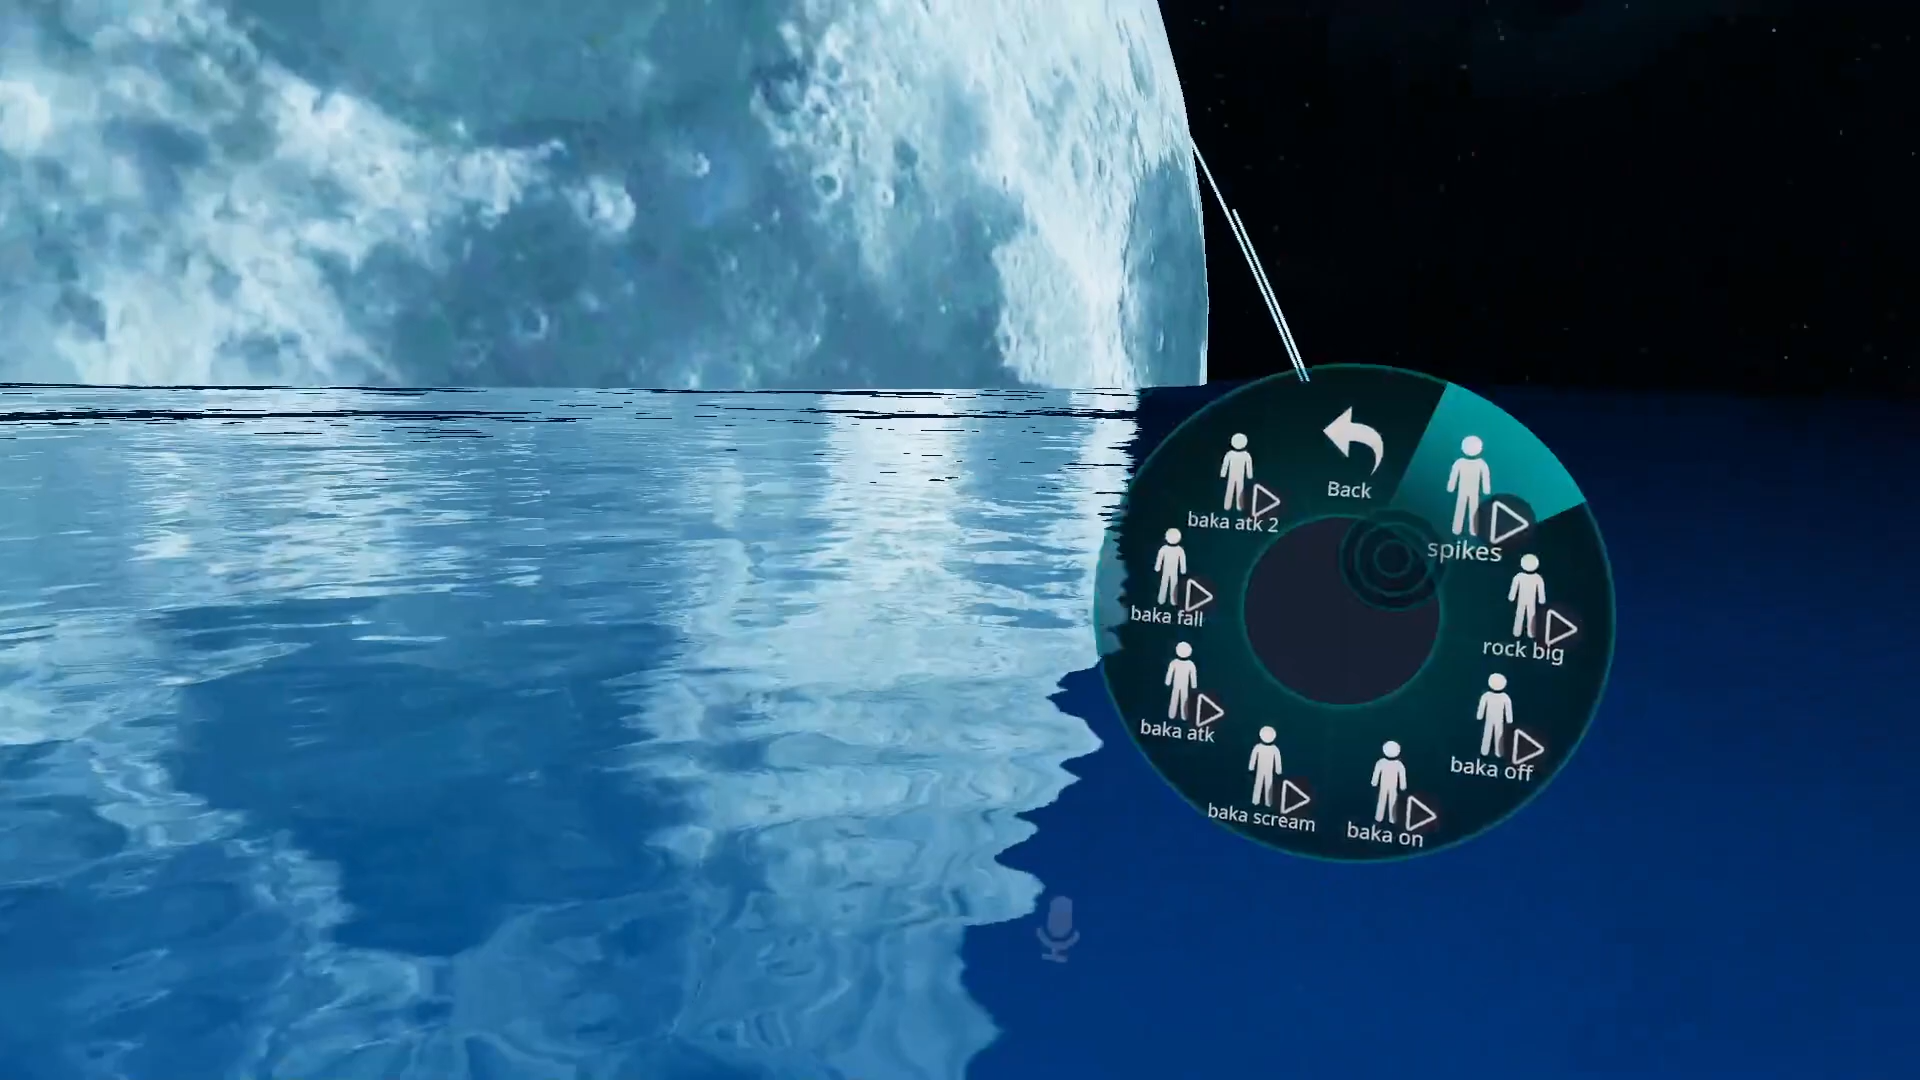 Back
spikes
rock big
baka off
baka on
baka scream
baka atk
baka fall
baka atk 2